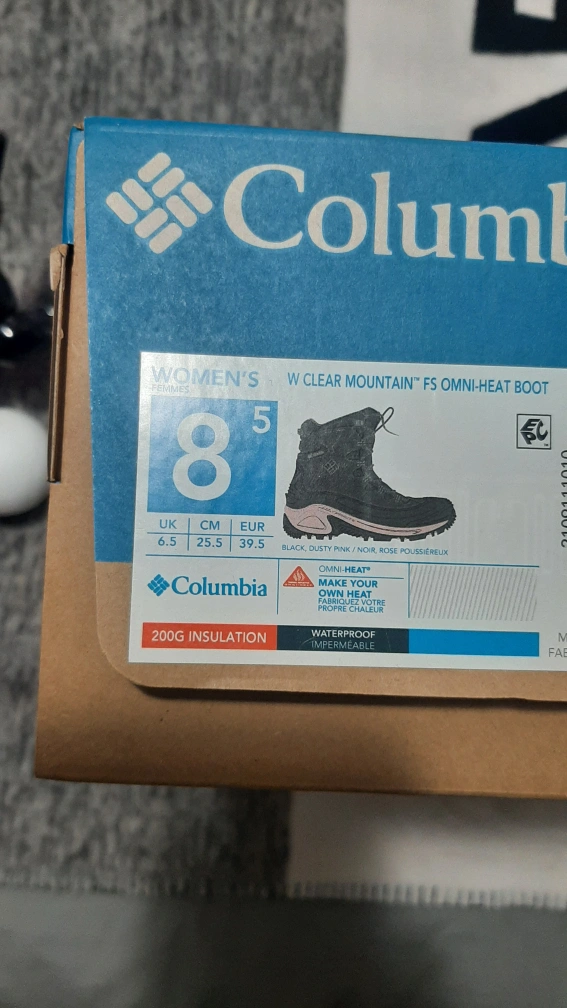 Columb
WOMEN'S
FEMMES
W CLEAR MOUNTAIN™ FS OMNI-HEAT BOOT
8 5
EPC
UK CM EUR
6.5 25.5 39.5
BLACK, DUSTY PINK / NOIR, ROSE POUSSIÉREUX
Columbia
OMNI-HEAT®
MAKE YOUR
OWN HEAT
FABRIQUEZ VOTRE
PROPRE CHALEUR
200G INSULATION
WATERPROOF
IMPERMÉABLE
M
FAB